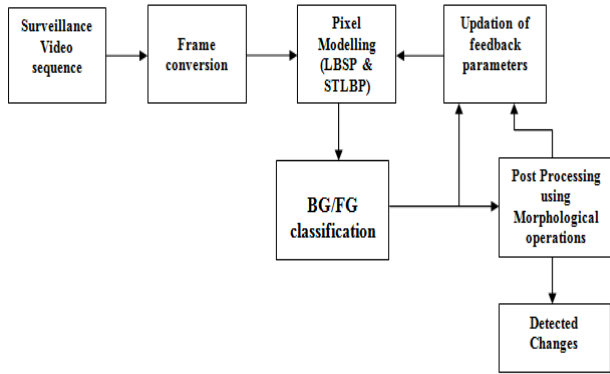 Surveillance
Video
sequence
Frame
conversion
Pixel
Modelling
(LBSP &
STLBP)
Updation of
feedback
parameters
BG/FG
classification
Post Processing
using
Morphological
operations
Detected
Changes